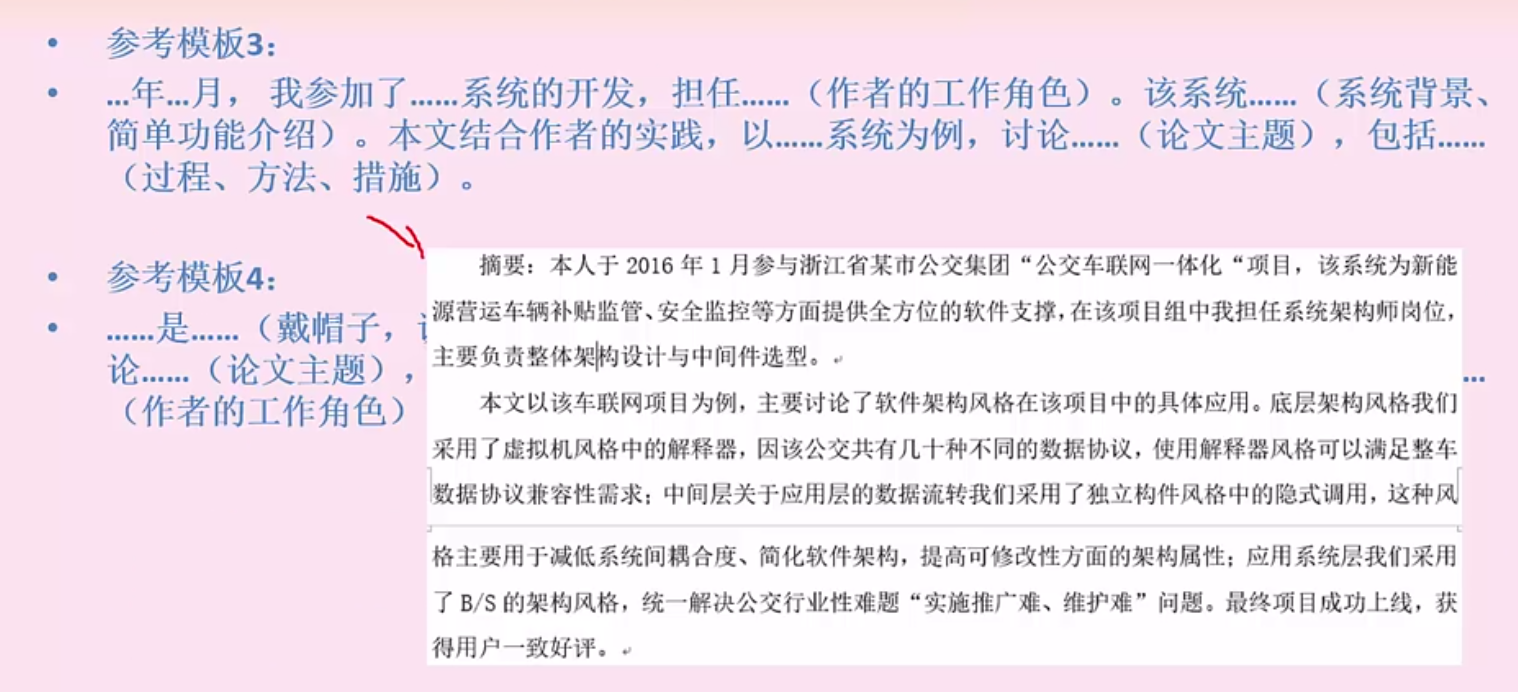 • 参考模板3：
• …年…月， 我参加了……系统的开发，担任……（作者的工作角色）。该系统……（系统背景、
简单功能介绍）。本文结合作者的实践，以……系统为例，讨论……（论文主题），包括……
（过程、方法、措施）。
• 参考模板4：
• ……是……（戴帽子，
论……（论文主题），
…
（作者的工作角色）
摘要：本人于 2016 年 1 月参与浙江省某市公交集团“公交车联网一体化“项目，该系统为新能
源营运车辆补贴监管、安全监控等方面提供全方位的软件支撑，在该项目组中我担任系统架构师岗位，
主要负责整体架构设计与中间件选型。
本文以该车联网项目为例，主要讨论了软件架构风格在该项目中的具体应用。底层架构风格我们
采用了虚拟机风格中的解释器，因该公交共有几十种不同的数据协议，使用解释器风格可以满足整车
数据协议兼容性需求；中间层关于应用层的数据流转我们采用了独立构件风格中的隐式调用，这种风
格主要用于减低系统间耦合度、简化软件架构，提高可修改性方面的架构属性；应用系统层我们采用
了 B/S 的架构风格，统一解决公交行业性难题“实施推广难、维护难”问题。最终项目成功上线，获
得用户一致好评。